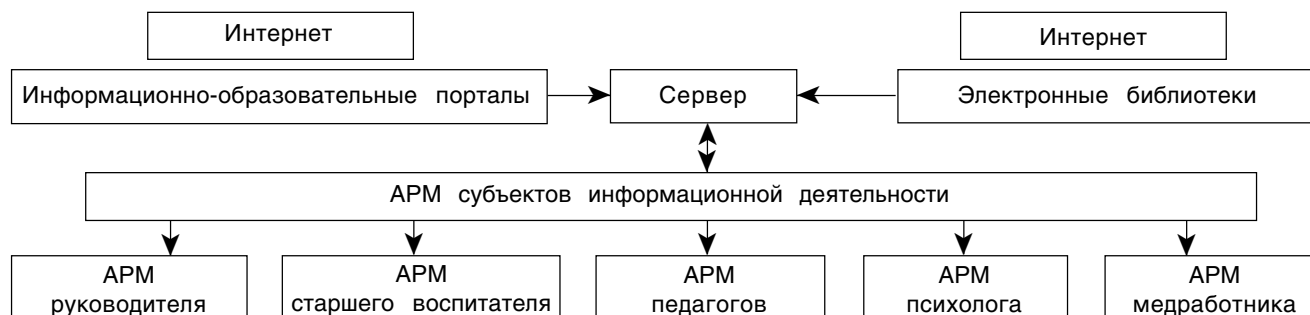 Интернет
Интернет
Информационно-образовательные порталы
Сервер
Электронные библиотеки
АРМ субъектов информационной деятельности
АРМ
руководителя
АРМ
старшего воспитателя
АРМ
педагогов
АРМ
психолога
АРМ
медработника